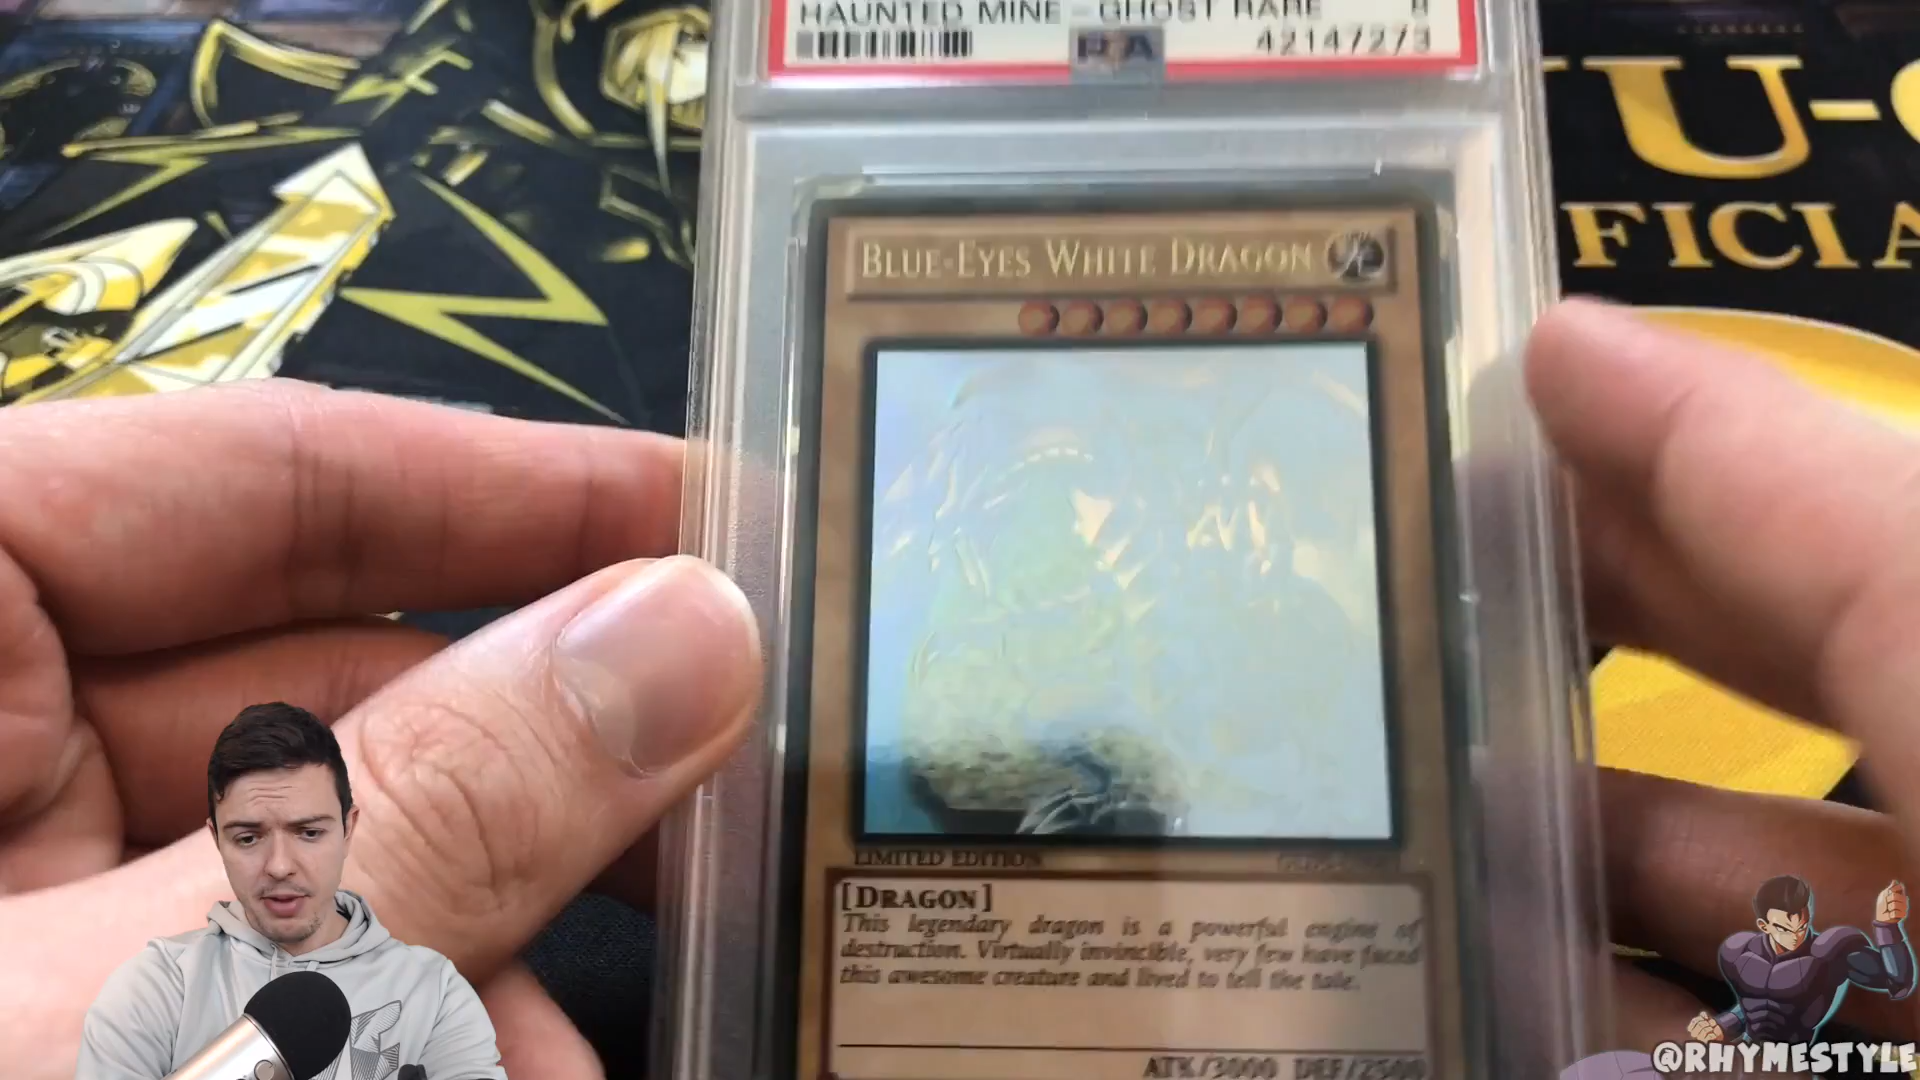 HAUNTED MINE - GHOST RARE 8
PSA 42147273
U-
FICIA
BLUE-EYES WHITE DRAGON
LIMITED EDITION
[DRAGON]
This legendary dragon is a powerful engine of
destruction. Virtually invincible, very few have faced
this awesome creature and lived to tell the tale.
ATK/3000 DEF/2500
@RHYMESTYLE